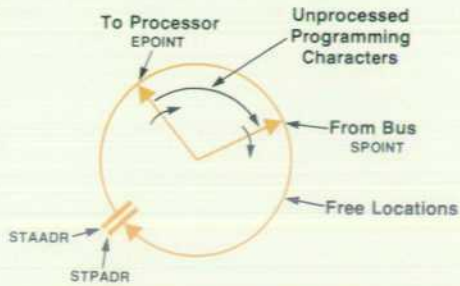 To Processor
EPOINT
Unprocessed
Programming
Characters
From Bus
SPOINT
Free Locations
STAADR
STPADR